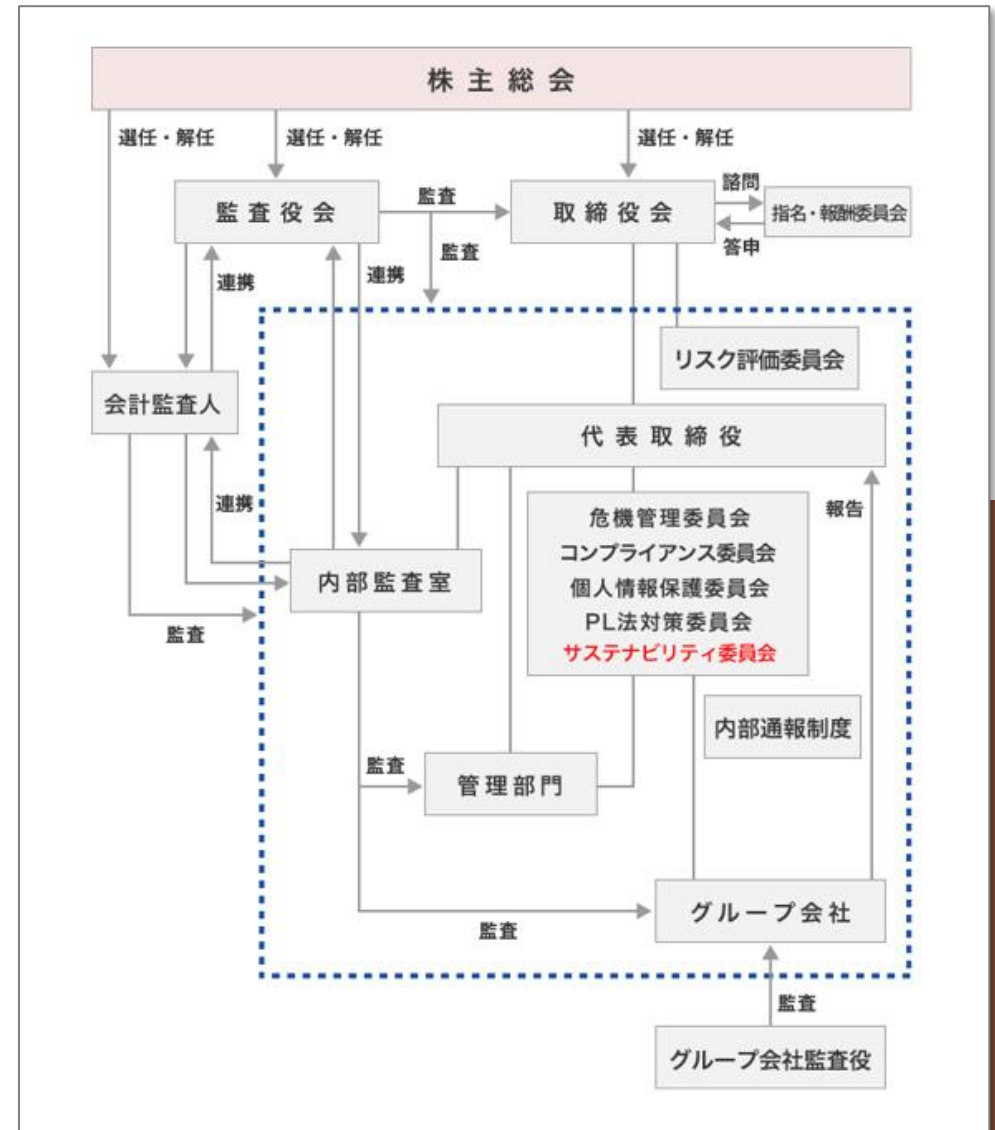 株主総会
選任・解任
選任・解任
選任・解任
監査役会
監査
取締役会
諮問
指名・報酬委員会
答申
監査
連携
連携
リスク評価委員会
会計監査人
代表取締役
連携
報告
危機管理委員会
コンプライアンス委員会
個人情報保護委員会
PL法対策委員会
サステナビリティ委員会
内部監査室
監査
内部通報制度
監査
管理部門
グループ会社
監査
監査
グループ会社監査役